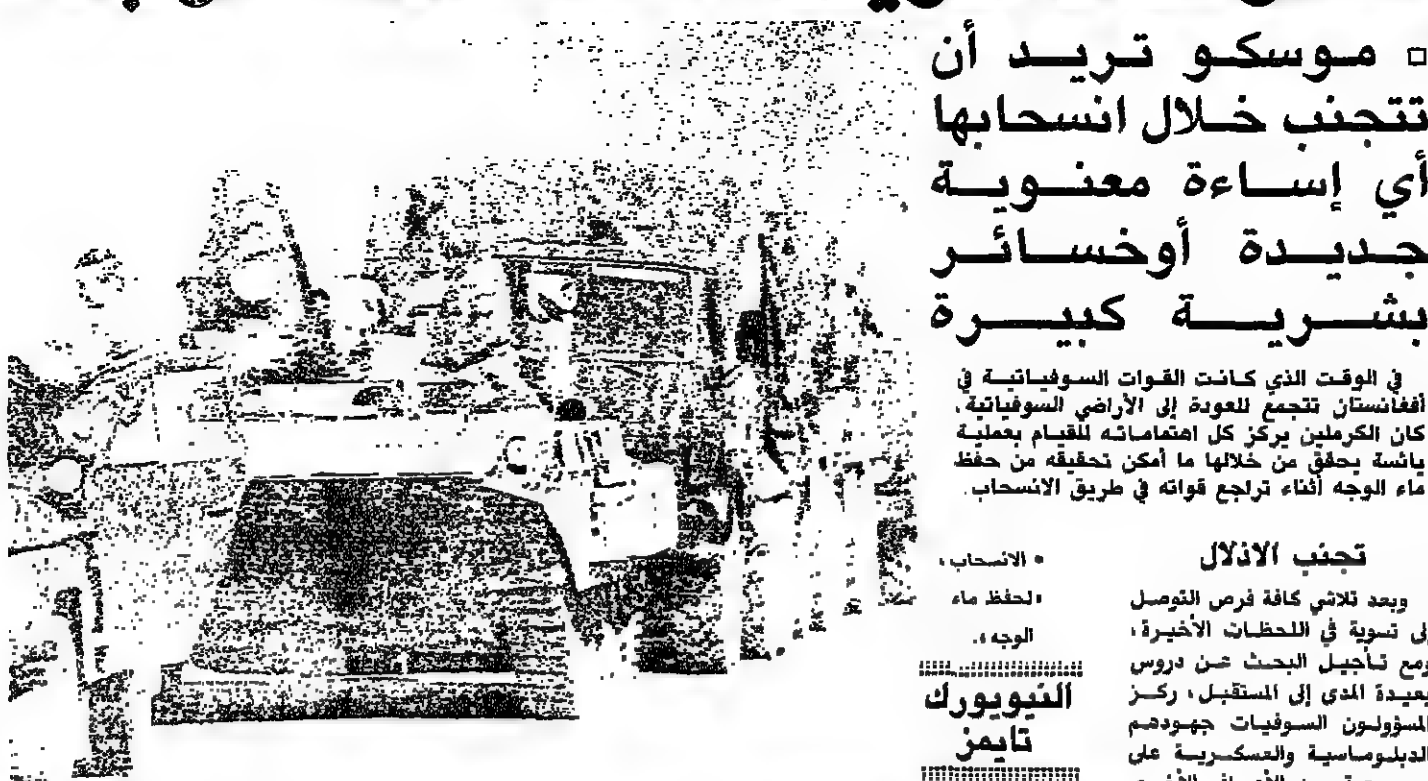 ▫ موسكو تريد أن
تتجنب خلال انسحابها
أي إساءة معنوية
جديدة أوخسائر
بشرية كبيرة
في الوقت الذي كانت القوات السوفياتية في
أفغانستان تتجمع للعودة إلى الأراضي السوفياتية،
كان الكرملين يركز كل اهتماماته للقيام بعملية
يائسة يحقق من خلالها ما أمكن تحقيقه من حفظ
ماء الوجه أثناء تراجع قواته في طريق الانسحاب.
تجنب الاذلال
وبعد تلاشي كافة فرص التوصل
إلى تسوية في اللحظات الأخيرة،
ومع تأجيل البحث عن دروس
بعيدة المدى إلى المستقبل، ركز
المسؤولون السوفيات جهودهم
الدبلوماسية والعسكرية على
« الانسحاب،
«لحفظ ماء
الوجه».
النيويورك
تايمز